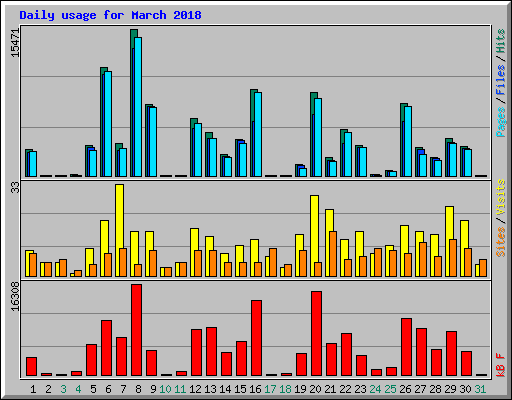 Daily usage for March 2018
15471
Pages / Files / Hits
33
Sites / Visits
16308
kB F
1 2 3 4 5 6 7 8 9 10 11 12 13 14 15 16 17 18 19 20 21 22 23 24 25 26 27 28 29 30 31